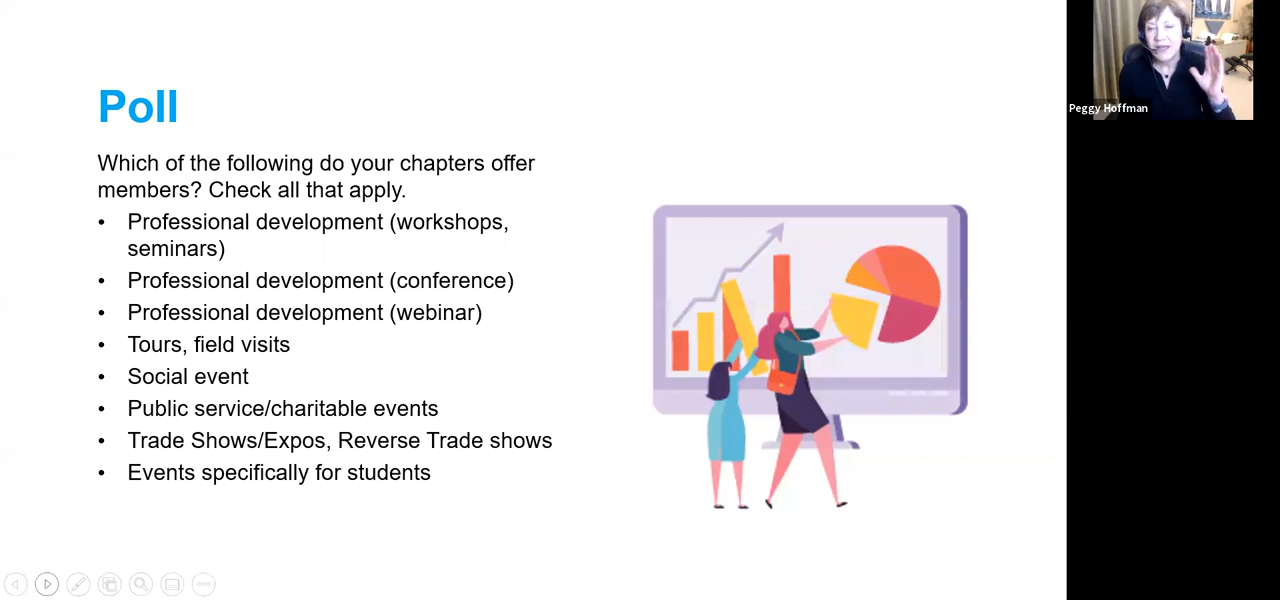 Poll
Which of the following do your chapters offer
members? Check all that apply.
• Professional development (workshops,
seminars)
• Professional development (conference)
• Professional development (webinar)
• Tours, field visits
• Social event
• Public service/charitable events
• Trade Shows/Expos, Reverse Trade shows
• Events specifically for students
Peggy Hoffman